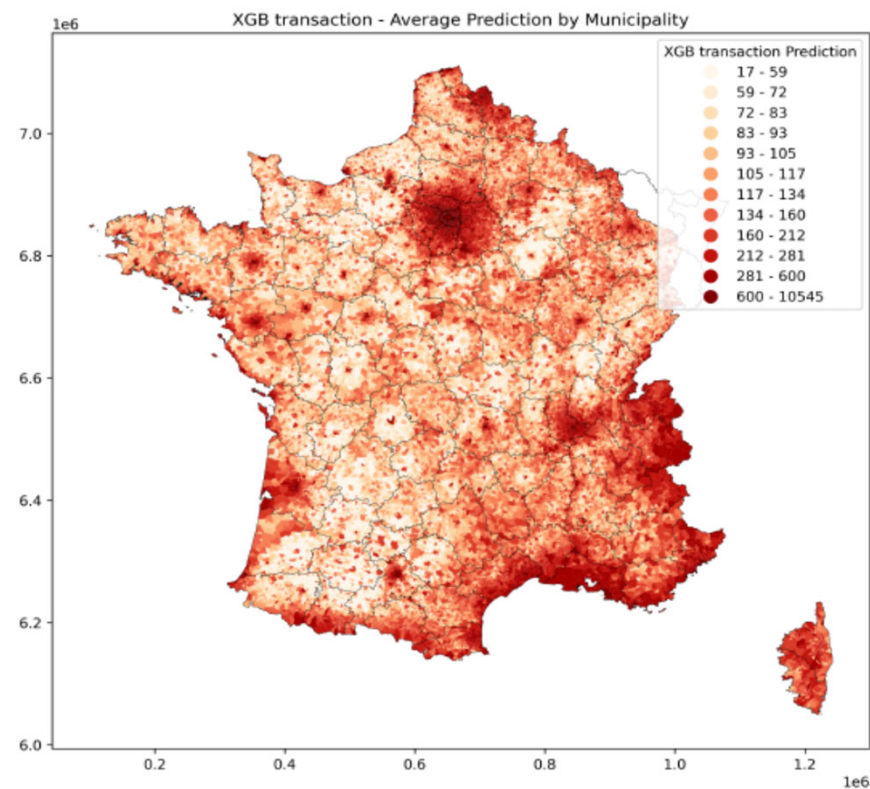 XGB transaction - Average Prediction by Municipality
1e6
XGB transaction Prediction
17 - 59
59 - 72
72 - 83
83 - 93
93 - 105
105 - 117
117 - 134
134 - 160
160 - 212
212 - 281
281 - 600
600 - 10545
7.0
6.8
6.6
6.4
6.2
6.0
0.2 0.4 0.6 0.8 1.0 1.2
1e6